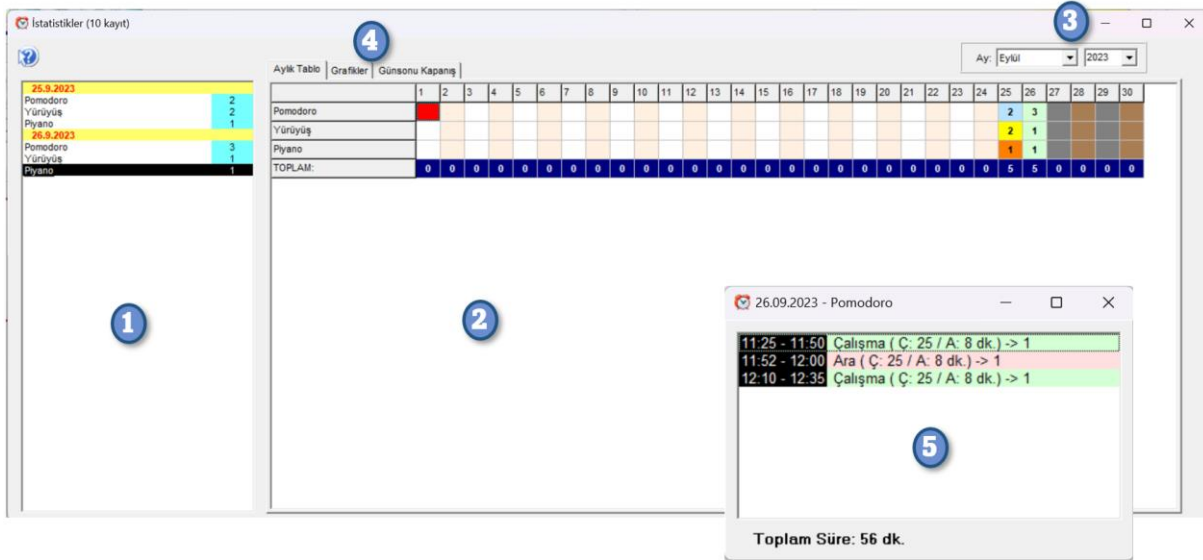 İstatistikler (10 kayıt)
3
4
Ay: Eylül 2023
Aylık Tablo Grafikler Günsonu Kapanış
25.9.2023
Pomodoro 2
Yürüyüş 2
Piyano 1
26.9.2023
Pomodoro 3
Yürüyüş 1
Piyano 1
1 2 3 4 5 6 7 8 9 10 11 12 13 14 15 16 17 18 19 20 21 22 23 24 25 26 27 28 29 30
Pomodoro 2 3
Yürüyüş 2 1
Piyano 1 1
TOPLAM: 0 0 0 0 0 0 0 0 0 0 0 0 0 0 0 0 0 0 0 0 0 0 0 0 5 5 0 0 0 0
1
2
26.09.2023 - Pomodoro
11:25 - 11:50 Çalışma ( Ç: 25 / A: 8 dk.) -> 1
11:52 - 12:00 Ara ( Ç: 25 / A: 8 dk.) -> 1
12:10 - 12:35 Çalışma ( Ç: 25 / A: 8 dk.) -> 1
5
Toplam Süre: 56 dk.